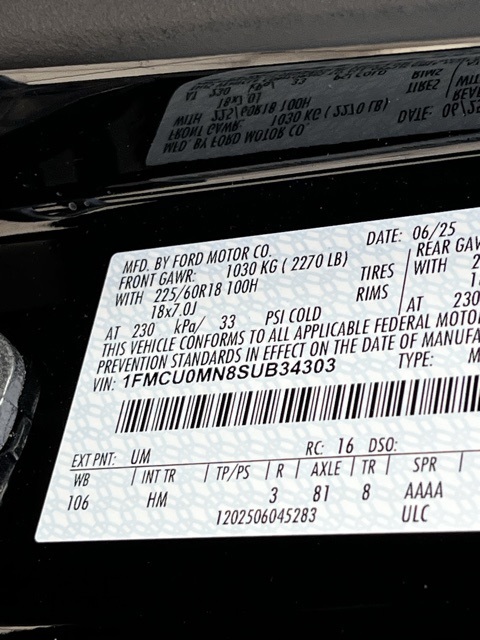 MFD. BY FORD MOTOR CO.
DATE: 06/25
FRONT GAWR: 1030 KG ( 2270 LB)
REAR GAW
WITH 225/60R18 100H TIRES
WITH 2
18x7.0J RIMS
AT 230 kPa/ 33 PSI COLD
AT 230
THIS VEHICLE CONFORMS TO ALL APPLICABLE FEDERAL MOTO
PREVENTION STANDARDS IN EFFECT ON THE DATE OF MANUFA
VIN: 1FMCU0MN8SUB34303
TYPE: M
EXT PNT: UM RC: 16 DSO:
WB INT TR TP/PS R AXLE TR SPR
106 HM 3 81 8 AAAA
1202506045283 ULC